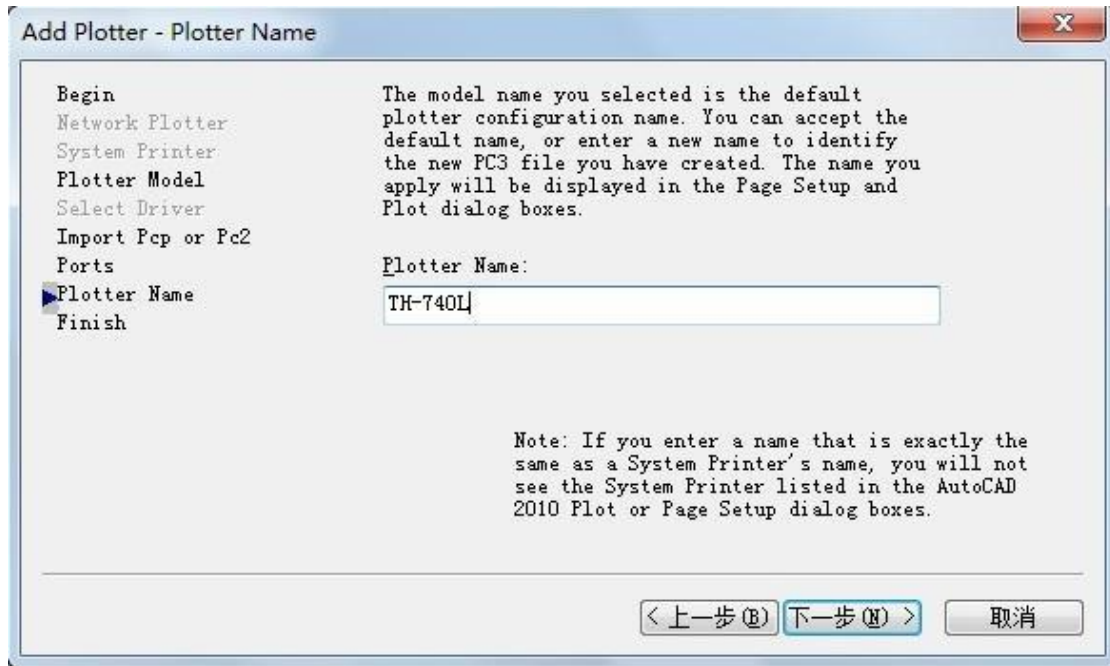 Add Plotter - Plotter Name
Begin
Network Plotter
System Printer
Plotter Model
Select Driver
Import Pcp or Pc2
Ports
Plotter Name
Finish
The model name you selected is the default
plotter configuration name. You can accept the
default name, or enter a new name to identify
the new PC3 file you have created. The name you
apply will be displayed in the Page Setup and
Plot dialog boxes.
Plotter Name:
TH-740L
Note: If you enter a name that is exactly the
same as a System Printer's name, you will not
see the System Printer listed in the AutoCAD
2010 Plot or Page Setup dialog boxes.
< 上一步(B) 下一步(N) > 取消